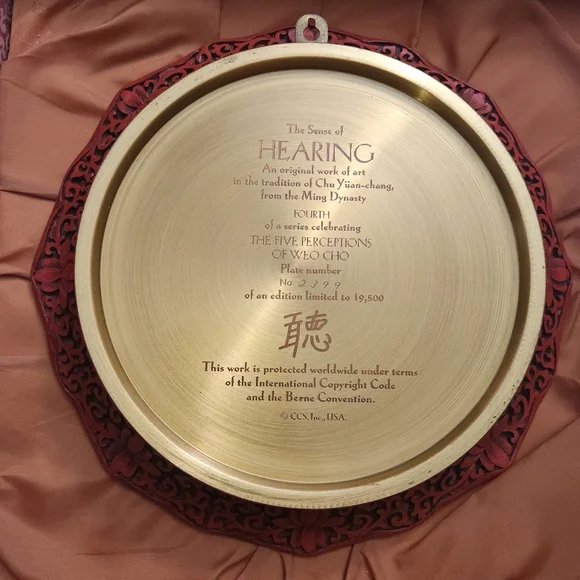 The Sense of
HEARING
An original work of art
in the tradition of Chu Yüan-chang,
from the Ming Dynasty
FOURTH
of a series celebrating
THE FIVE PERCEPTIONS
OF WEO CHO
Plate number
No. 2399
of an edition limited to 19,500
聽
This work is protected worldwide under terms
of the International Copyright Code
and the Berne Convention.
© CCS, Inc., USA.